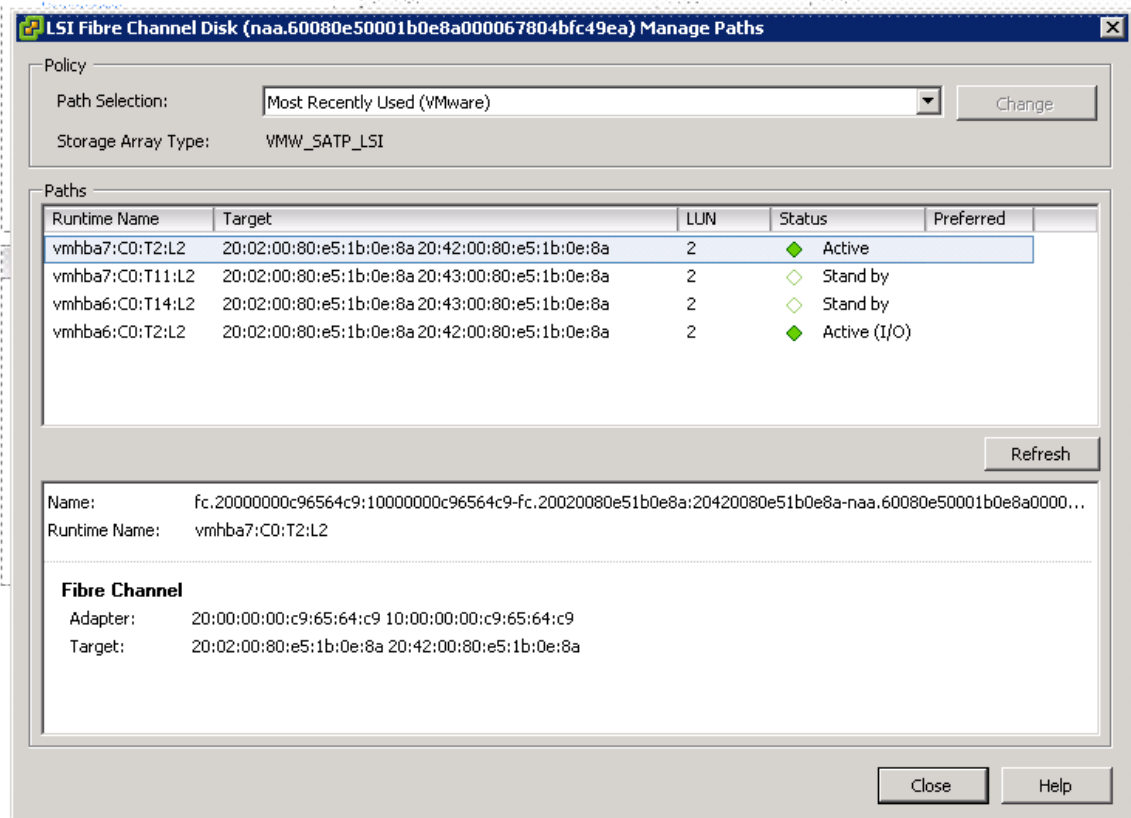 LSI Fibre Channel Disk (naa.60080e50001b0e8a000067804bfc49ea) Manage Paths
Policy
Path Selection: Most Recently Used (VMware) Change
Storage Array Type: VMW_SATP_LSI
Paths
Runtime Name Target LUN Status Preferred
vmhba7:C0:T2:L2 20:02:00:80:e5:1b:0e:8a 20:42:00:80:e5:1b:0e:8a 2 Active
vmhba7:C0:T11:L2 20:02:00:80:e5:1b:0e:8a 20:43:00:80:e5:1b:0e:8a 2 Stand by
vmhba6:C0:T14:L2 20:02:00:80:e5:1b:0e:8a 20:43:00:80:e5:1b:0e:8a 2 Stand by
vmhba6:C0:T2:L2 20:02:00:80:e5:1b:0e:8a 20:42:00:80:e5:1b:0e:8a 2 Active (I/O)
Refresh
Name: fc.20000000c96564c9:10000000c96564c9-fc.20020080e51b0e8a:20420080e51b0e8a-naa.60080e50001b0e8a0000...
Runtime Name: vmhba7:C0:T2:L2
Fibre Channel
Adapter: 20:00:00:00:c9:65:64:c9 10:00:00:00:c9:65:64:c9
Target: 20:02:00:80:e5:1b:0e:8a 20:42:00:80:e5:1b:0e:8a
Close Help